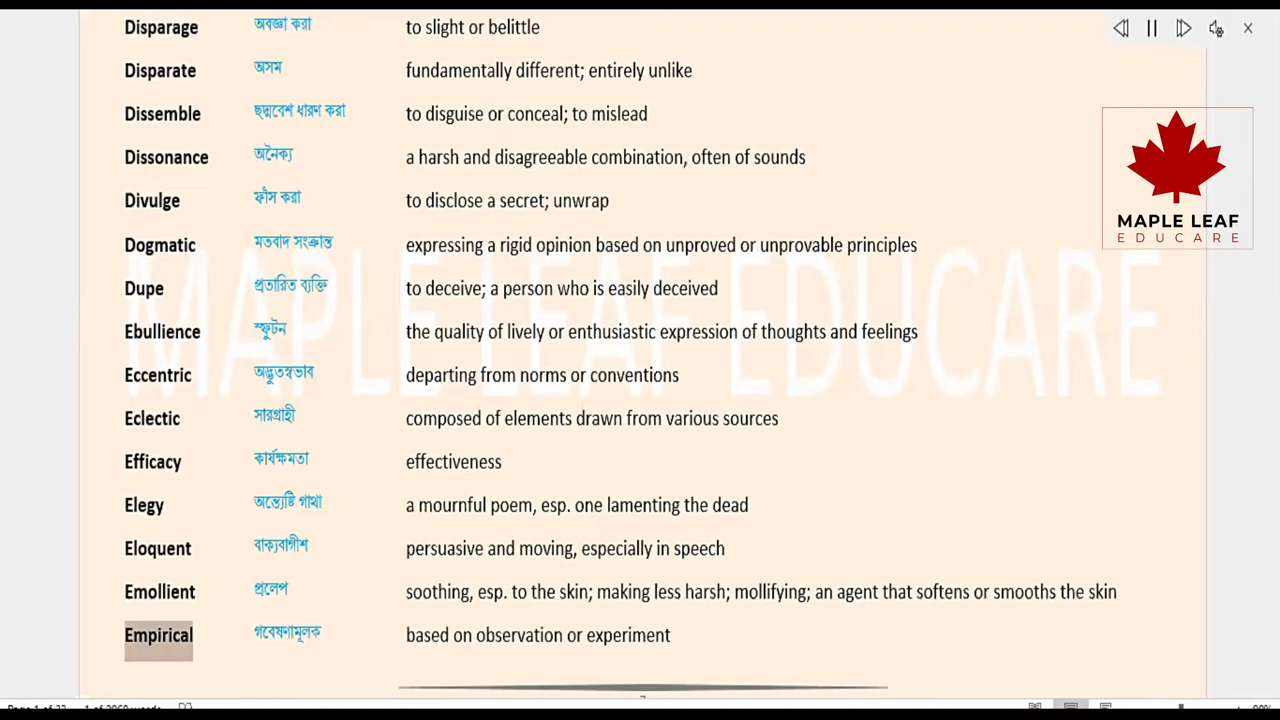 Disparage অবজ্ঞা করা to slight or belittle
Disparate অসম fundamentally different; entirely unlike
Dissemble ছদ্মবেশ ধারণ করা to disguise or conceal; to mislead
Dissonance অনৈক্য a harsh and disagreeable combination, often of sounds
Divulge ফাঁস করা to disclose a secret; unwrap
Dogmatic মতবাদ সংক্রান্ত expressing a rigid opinion based on unproved or unprovable principles
Dupe প্রতারিত ব্যক্তি to deceive; a person who is easily deceived
Ebullience স্ফুটন the quality of lively or enthusiastic expression of thoughts and feelings
Eccentric অদ্ভুতস্বভাব departing from norms or conventions
Eclectic সারগ্রাহী composed of elements drawn from various sources
Efficacy কার্যক্ষমতা effectiveness
Elegy অন্ত্যেষ্টি গাথা a mournful poem, esp. one lamenting the dead
Eloquent বাক্যবাগীশ persuasive and moving, especially in speech
Emollient প্রলেপ soothing, esp. to the skin; making less harsh; mollifying; an agent that softens or smooths the skin
Empirical গবেষণামূলক based on observation or experiment
MAPLE LEAF
EDUCARE
MAPLE LEAF EDUCARE